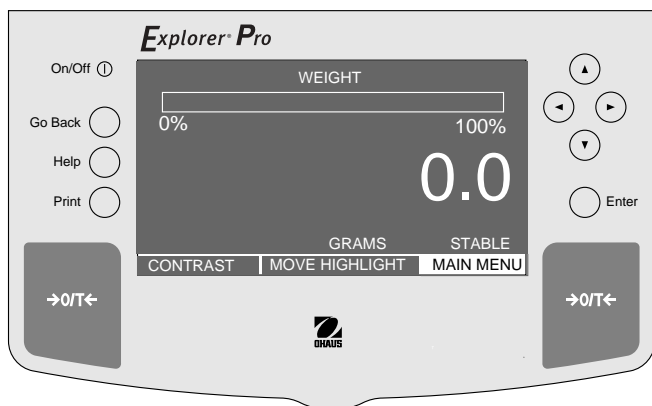 Explorer® Pro
On/Off
WEIGHT
0% 100%
Go Back
Help
0.0
Print
Enter
GRAMS STABLE
CONTRAST MOVE HIGHLIGHT MAIN MENU
→0/T← →0/T←
OHAUS